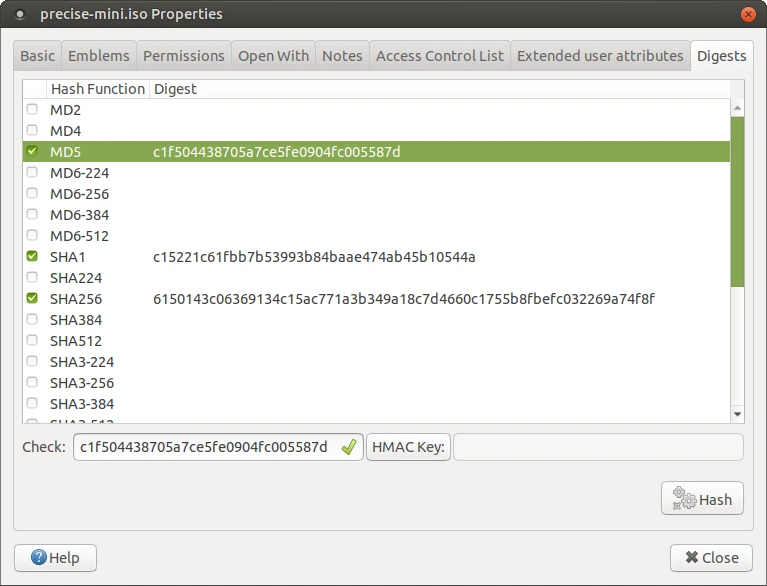 precise-mini.iso Properties
Basic Emblems Permissions Open With Notes Access Control List Extended user attributes Digests
Hash Function Digest
MD2
MD4
MD5 c1f504438705a7ce5fe0904fc005587d
MD6-224
MD6-256
MD6-384
MD6-512
SHA1 c15221c61fbb7b53993b84baae474ab45b10544a
SHA224
SHA256 6150143c06369134c15ac771a3b349a18c7d4660c1755b8fbefc032269a74f8f
SHA384
SHA512
SHA3-224
SHA3-256
SHA3-384
SHA3-512
Check: c1f504438705a7ce5fe0904fc005587d HMAC Key:
Hash
Help Close